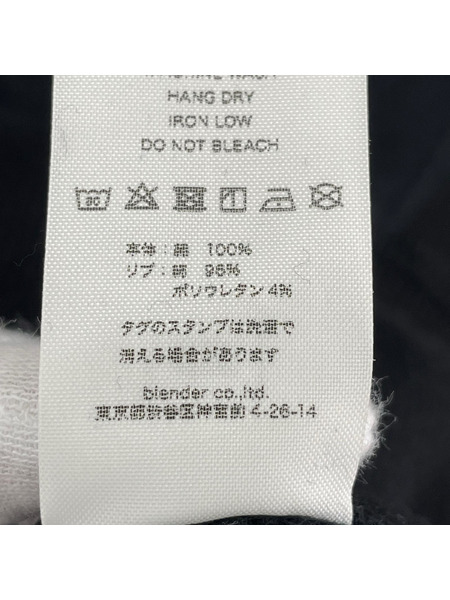 MACHINE WASH
HANG DRY
IRON LOW
DO NOT BLEACH
本体：綿 100%
リブ：綿 96%
ポリウレタン4%
タグのスタンプは洗濯で
消える場合があります
blender co.,ltd.
東京都渋谷区神宮前 4-26-14